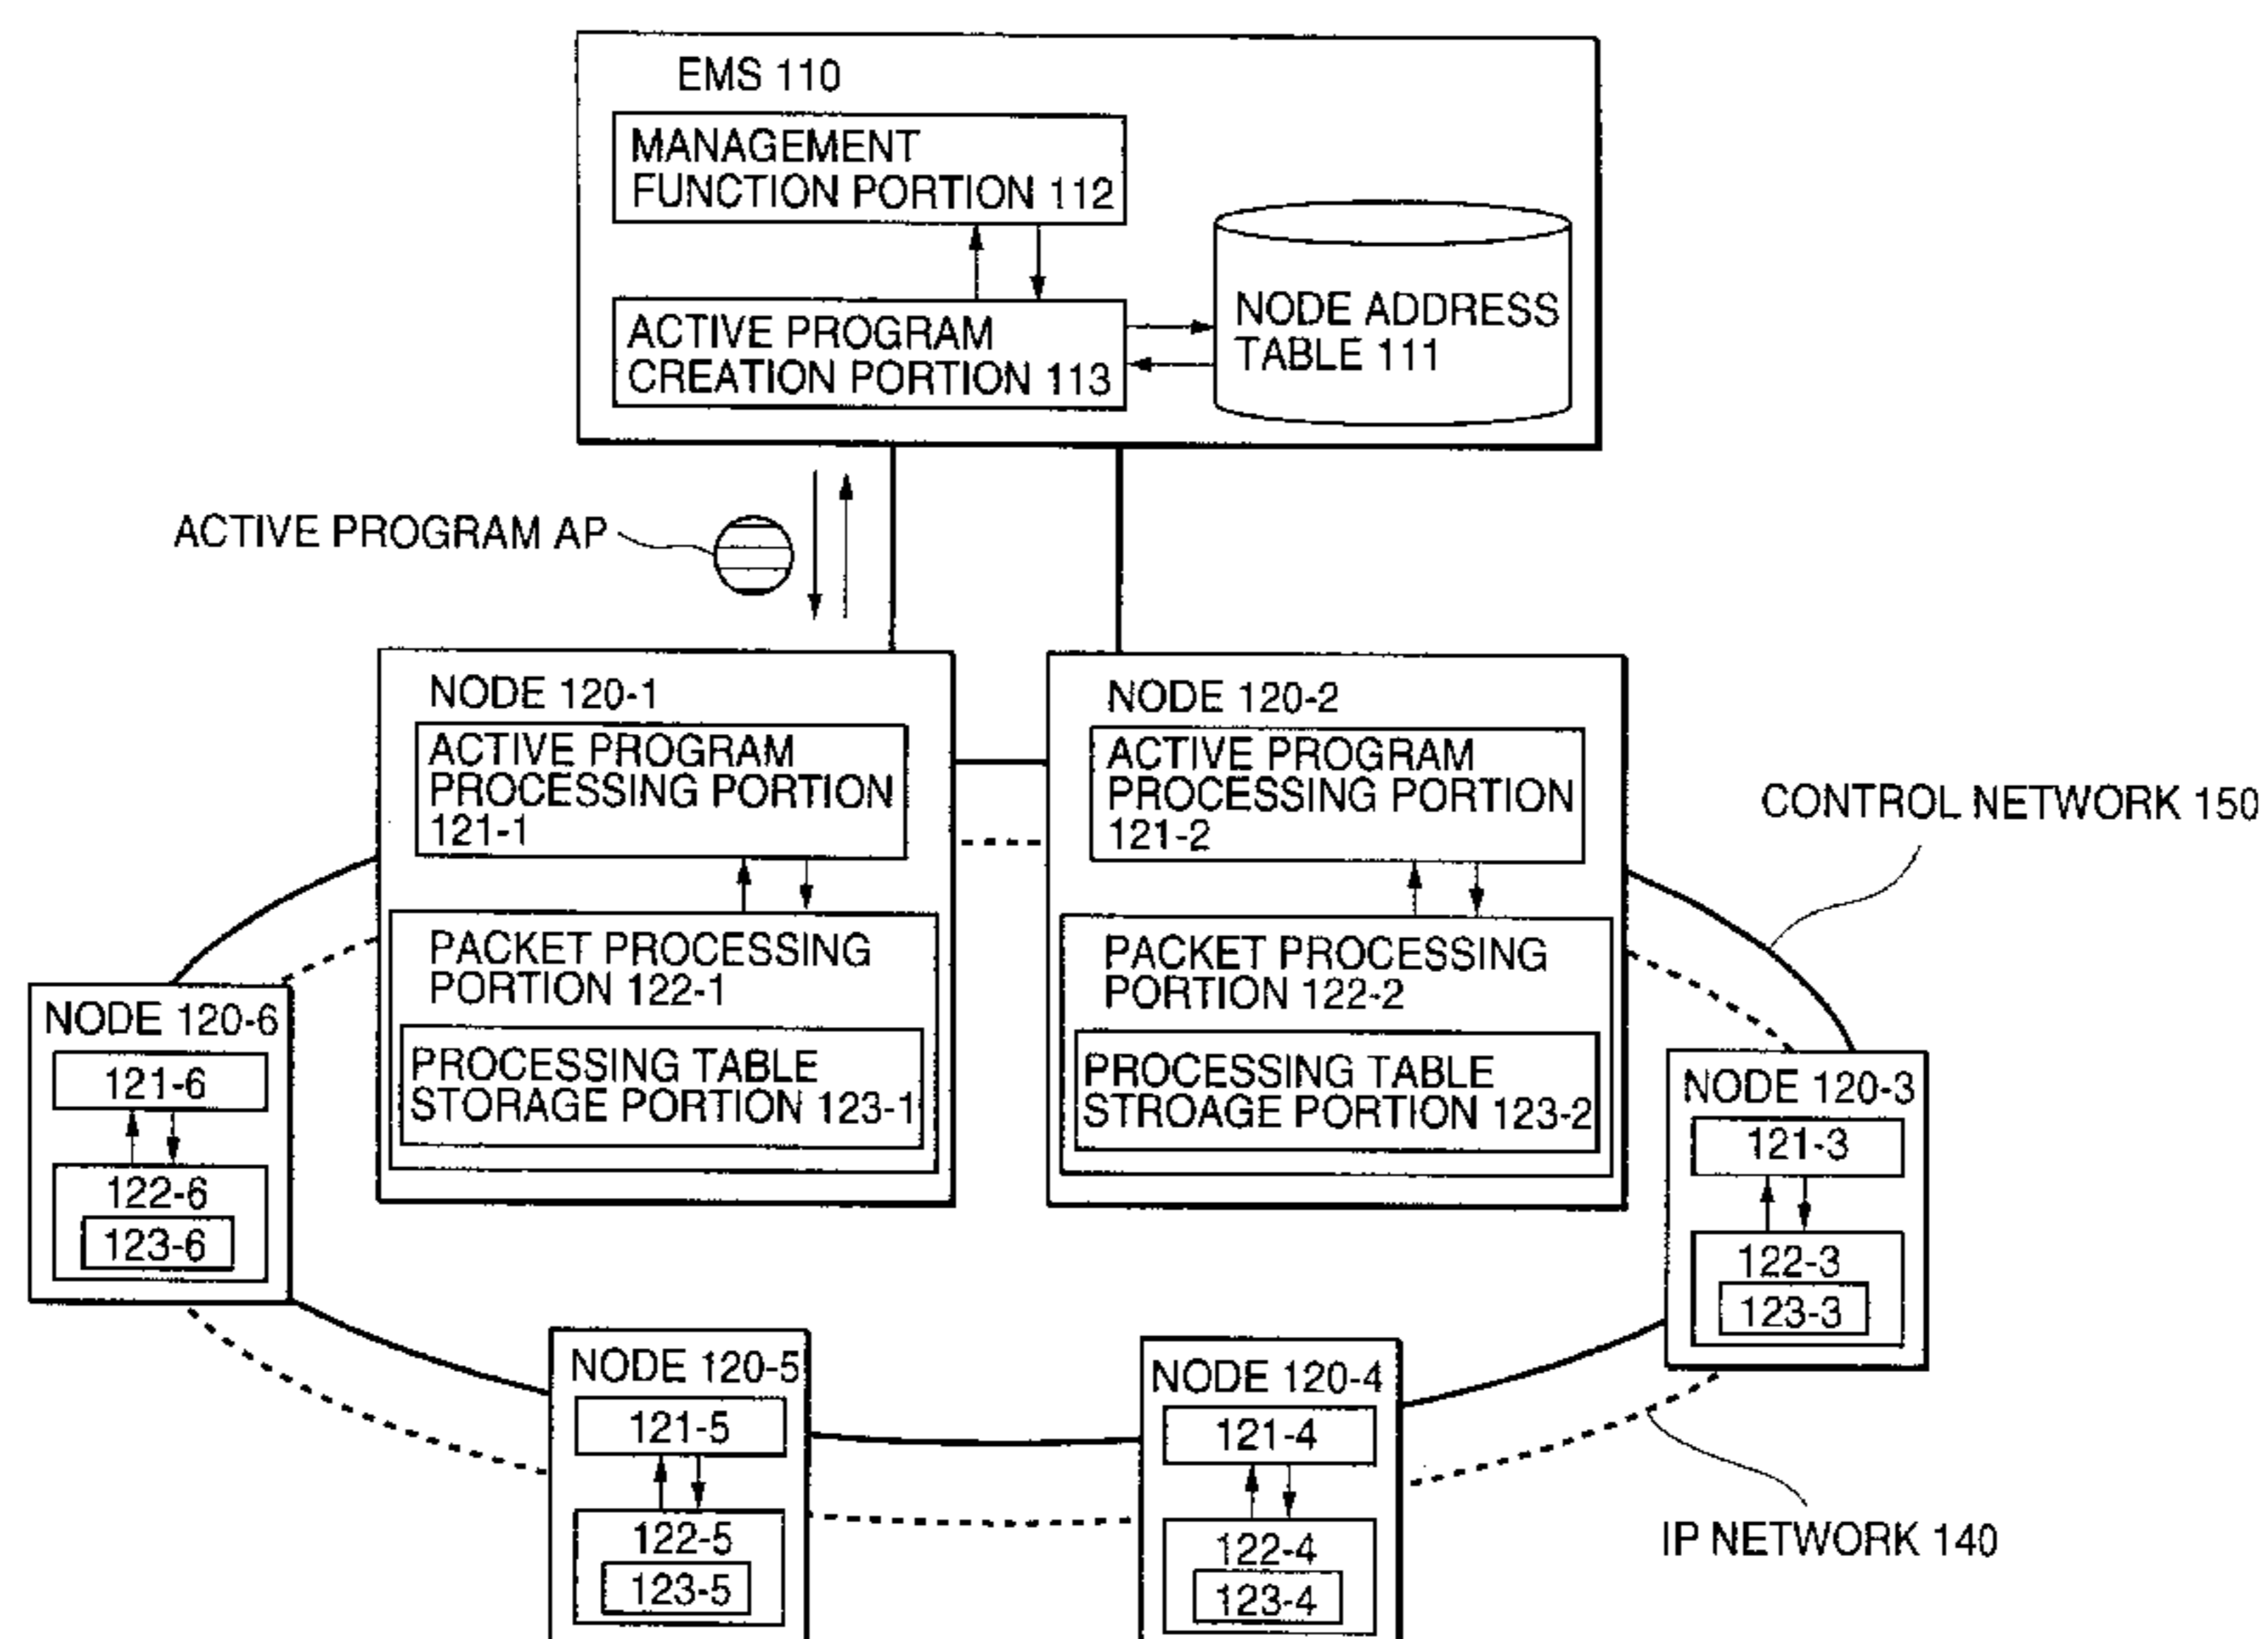 EMS 110
MANAGEMENT
FUNCTION PORTION 112
ACTIVE PROGRAM
CREATION PORTION 113
NODE ADDRESS
TABLE 111
ACTIVE PROGRAM AP
NODE 120-1
ACTIVE PROGRAM
PROCESSING PORTION
121-1
PACKET PROCESSING
PORTION 122-1
PROCESSING TABLE
STORAGE PORTION 123-1
NODE 120-2
ACTIVE PROGRAM
PROCESSING PORTION
121-2
PACKET PROCESSING
PORTION 122-2
PROCESSING TABLE
STROAGE PORTION 123-2
CONTROL NETWORK 150
NODE 120-6
121-6
122-6
123-6
NODE 120-3
121-3
122-3
123-3
NODE 120-5
121-5
122-5
123-5
NODE 120-4
121-4
122-4
123-4
IP NETWORK 140